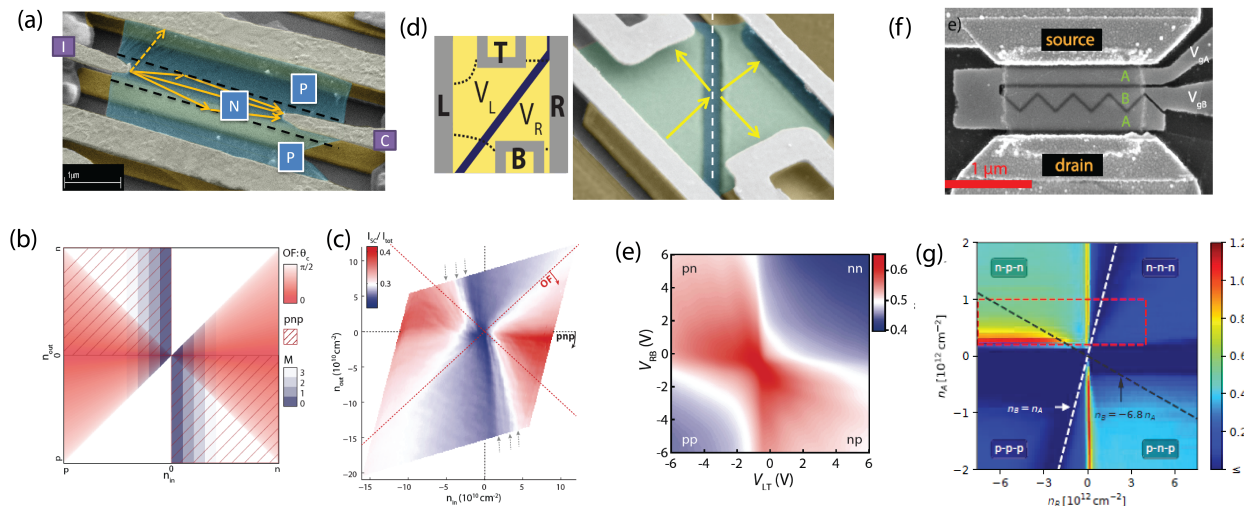 (a)
I
N
P
P
C
1μm
(d)
T
L
V_L
V_R
R
B
(f)
e)
source
V_gA
A
B
V_gB
A
drain
1 μm
(b)
n
n_out
0
p
p
0
n
n_in
OF: θ_c
π/2
0
pnp
M
3
2
1
0
(c)
I_SC/ I_tot
0.4
0.3
OF
pnp
n_out [10^10 cm^-2]
10
5
0
−5
−10
−15
−20
−15
−10
−5
0
5
10
n_in [10^10 cm^-2]
(e)
pn
nn
pp
np
V_RB (V)
6
4
2
0
-2
-4
-6
−6
−4
−2
0
2
4
6
V_LT (V)
0.6
0.5
0.4
(g)
n-p-n
n-n-n
p-p-p
p-n-p
n_B = n_A
n_B = −6.8 n_A
n_A [10^12 cm^-2]
2
1
0
−1
−2
−6
−3
0
3
6
n_B [10^12 cm^-2]
1.2
1.0
0.8
0.6
0.4
0.2
≤